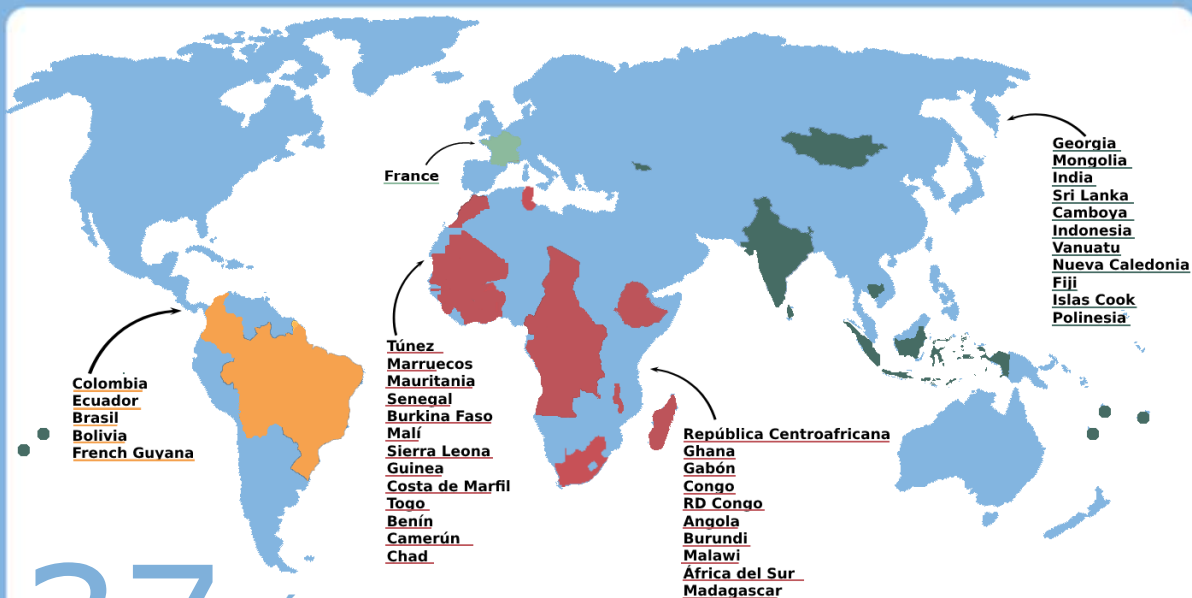 Georgia
Mongolia
India
Sri Lanka
Camboya
Indonesia
Vanuatu
Nueva Caledonia
Fiji
Islas Cook
Polinesia
France
Colombia
Ecuador
Brasil
Bolivia
French Guyana
Túnez
Marruecos
Mauritania
Senegal
Burkina Faso
Malí
Sierra Leona
Guinea
Costa de Marfil
Togo
Benín
Camerún
Chad
República Centroafricana
Ghana
Gabón
Congo
RD Congo
Angola
Burundi
Malawi
África del Sur
Madagascar
27